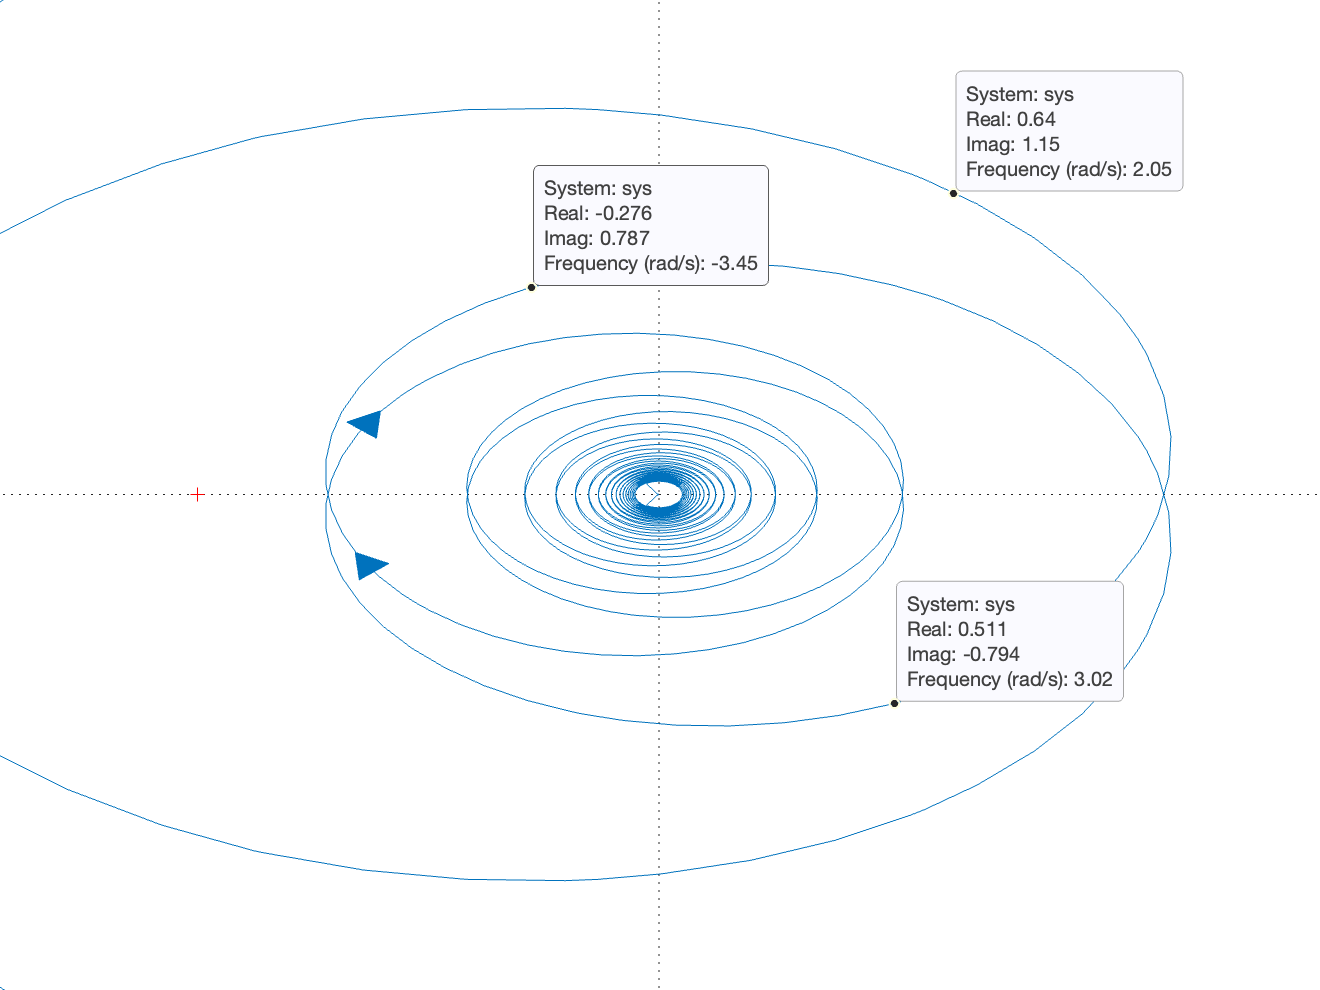 System: sys
Real: 0.64
Imag: 1.15
Frequency (rad/s): 2.05
System: sys
Real: -0.276
Imag: 0.787
Frequency (rad/s): -3.45
System: sys
Real: 0.511
Imag: -0.794
Frequency (rad/s): 3.02